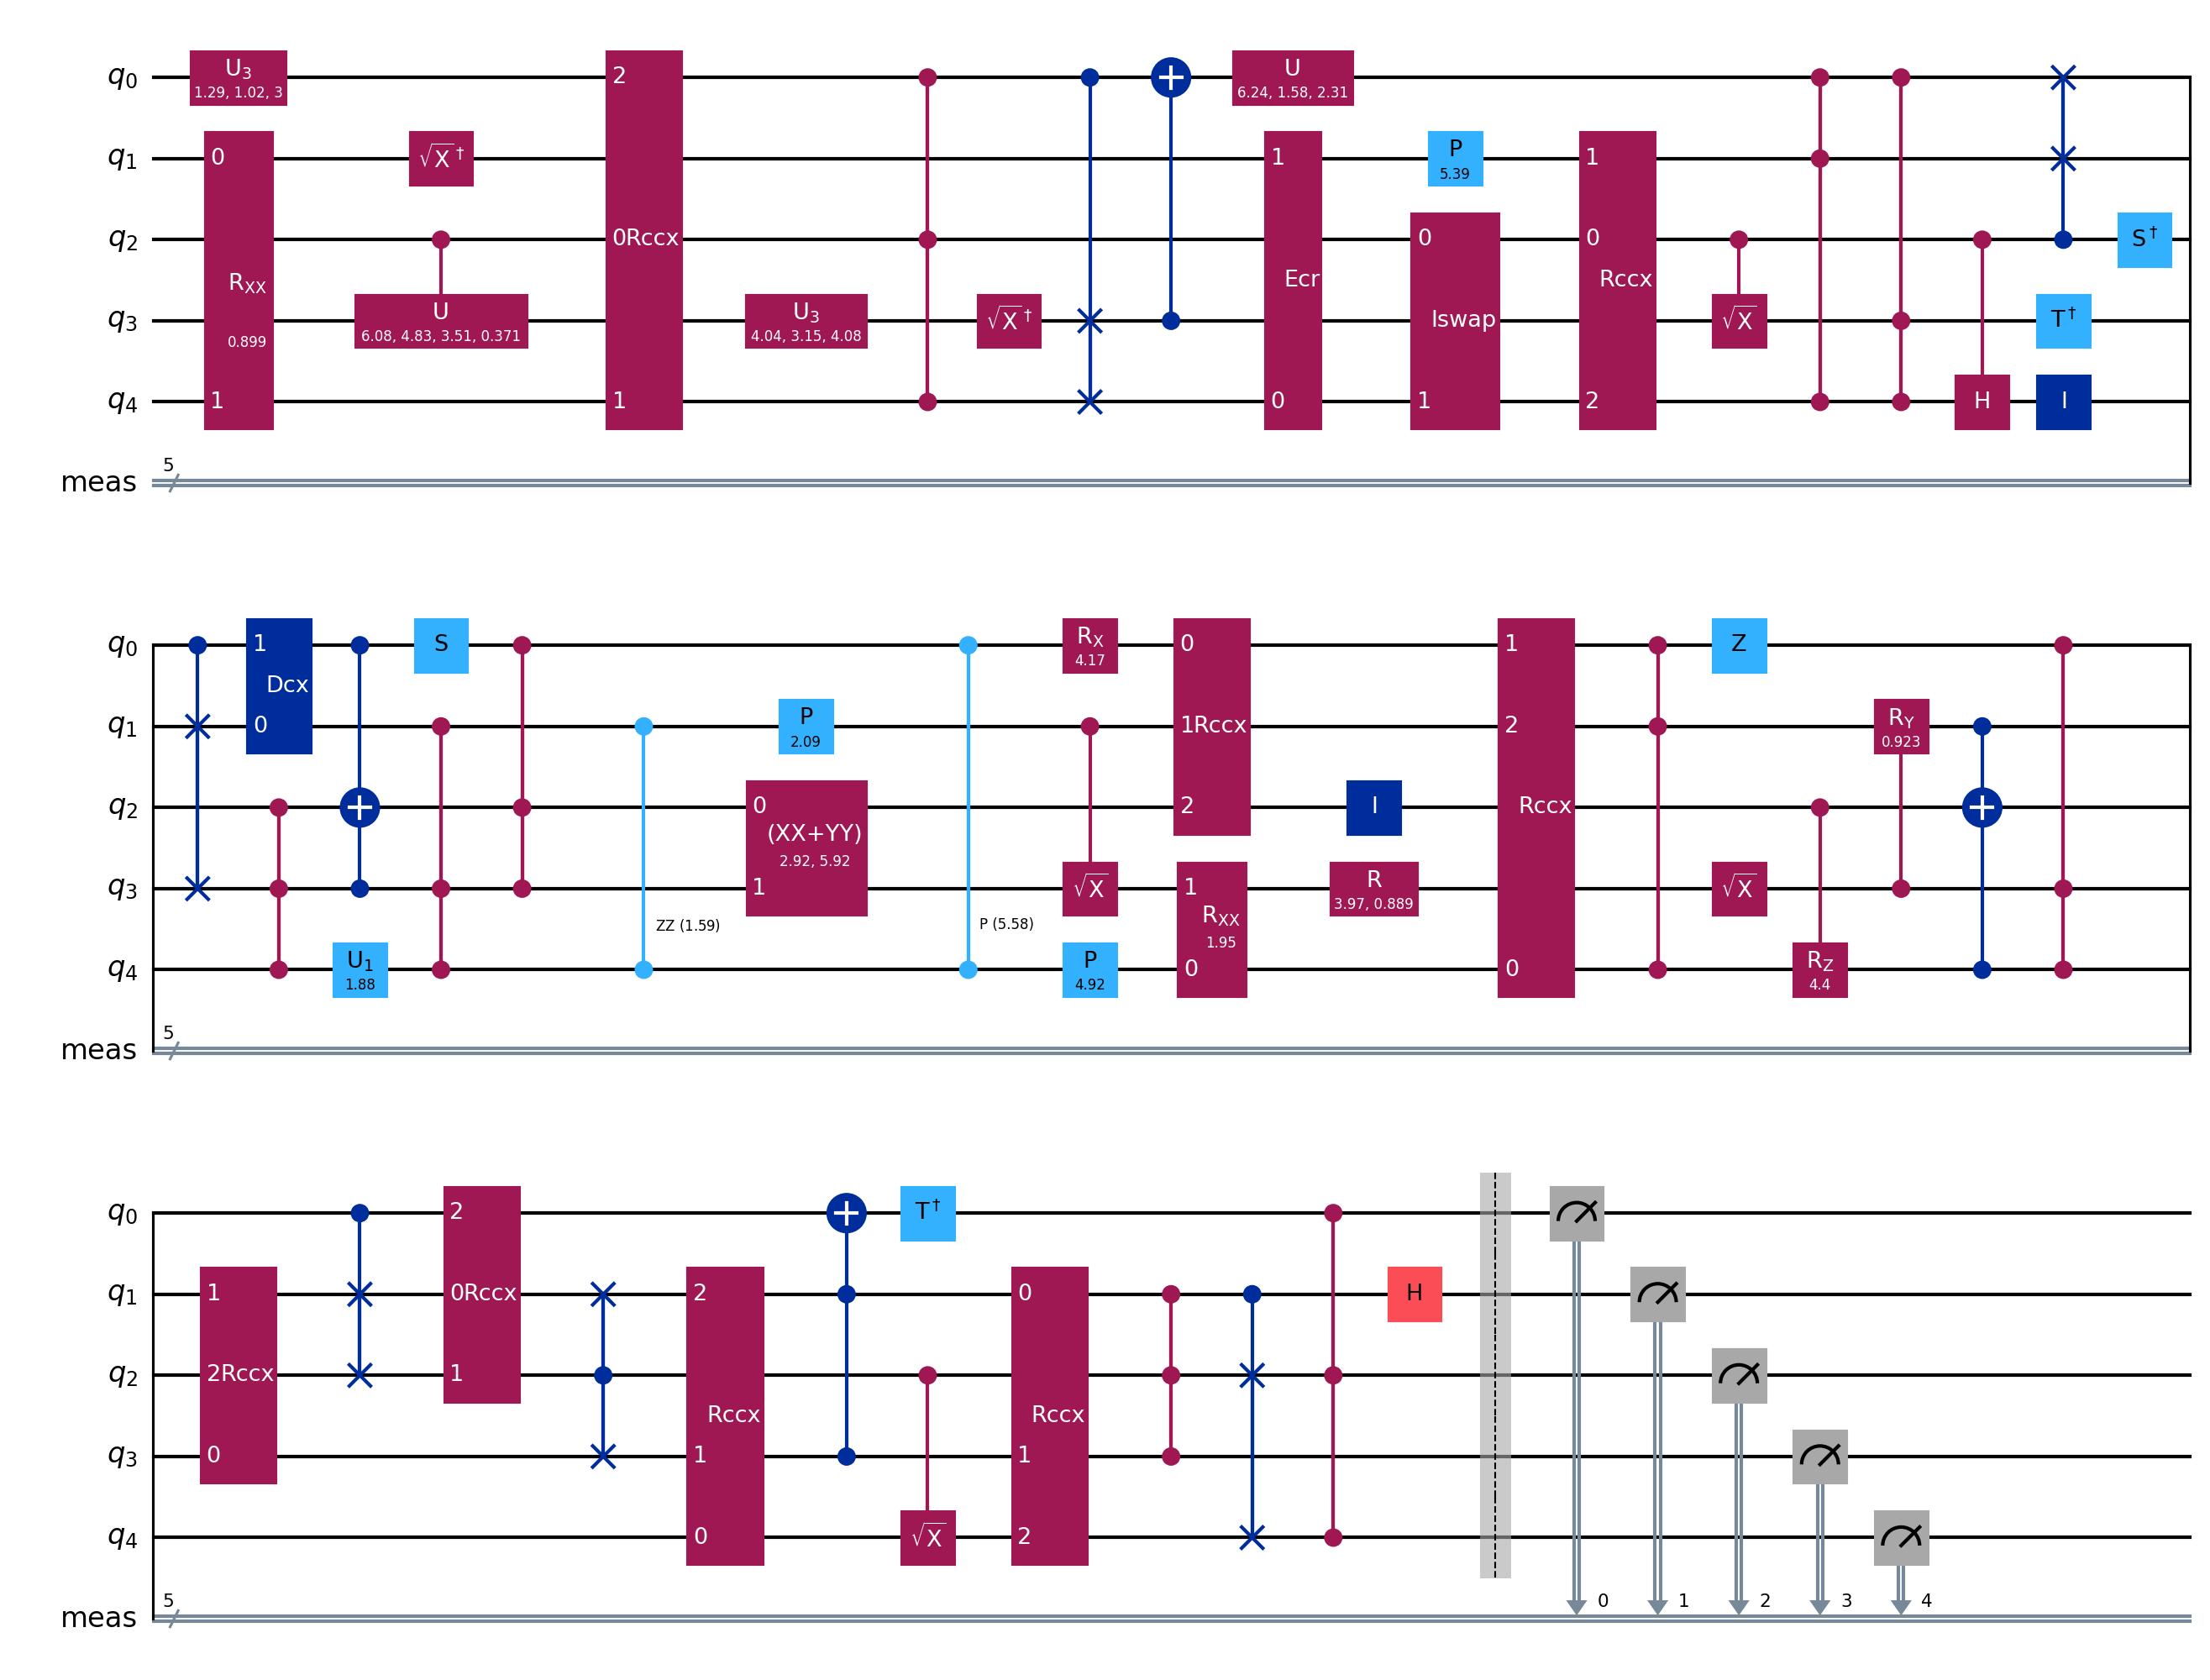 U3
1.29, 1.02, 3
2
U
6.24, 1.58, 2.31
q0
0
√X†
1
P
5.39
1
q1
0Rccx
0
0
S†
q2
RXX
Ecr
Rccx
0.899
U
6.08, 4.83, 3.51, 0.371
U3
4.04, 3.15, 4.08
√X†
Iswap
√X
T†
q3
1
1
0
1
2
H
I
q4
5
meas
1
S
RX
4.17
0
1
Z
q0
Dcx
0
P
2.09
1Rccx
2
RY
0.923
q1
0
(XX+YY)
2.92, 5.92
2
I
Rccx
q2
1
√X
1
RXX
1.95
R
3.97, 0.889
√X
q3
ZZ (1.59)
P (5.58)
U1
1.88
P
4.92
0
0
RZ
4.4
q4
5
meas
2
T†
q0
1
0Rccx
2
0
H
q1
2Rccx
1
q2
Rccx
Rccx
0
1
1
q3
0
√X
2
q4
5
0
1
2
3
4
meas